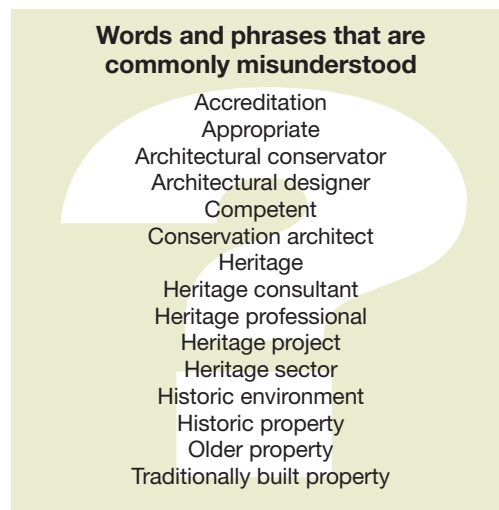 Words and phrases that are
commonly misunderstood
Accreditation
Appropriate
Architectural conservator
Architectural designer
Competent
Conservation architect
Heritage
Heritage consultant
Heritage professional
Heritage project
Heritage sector
Historic environment
Historic property
Older property
Traditionally built property